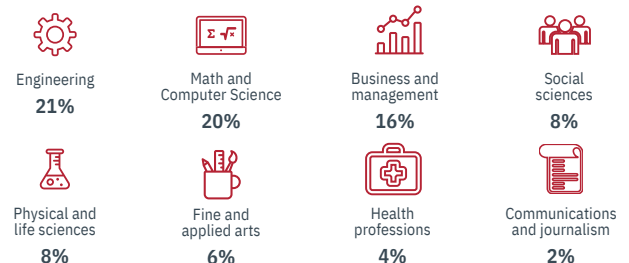 Engineering
21%
Math and
Computer Science
20%
Business and
management
16%
Social
sciences
8%
Physical and
life sciences
8%
Fine and
applied arts
6%
Health
professions
4%
Communications
and journalism
2%
Σ √x